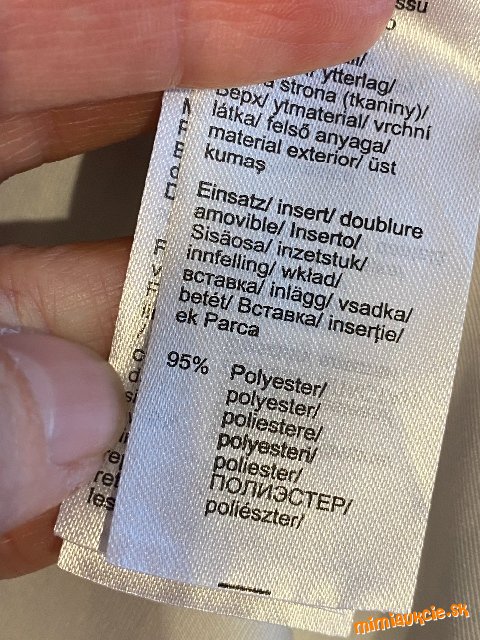 ssu
ytterlag/
strona (tkaniny)/
Верх/ ytmaterial/ vrchní
látka/ felső anyaga/
material exterior/ üst
kumaş
Einsatz/ insert/ doublure
amovible/ Inserto/
Sisäosa/ inzetstuk/
innfelling/ wkład/
вставка/ inlägg/ vsadka/
betét/ Вставка/ inserție/
ek Parca
95% Polyester/
polyester/
poliestere/
polyesteri/
poliester/
ПОЛИЭСТЕР/
poliészter/
mimiaukcie.sk